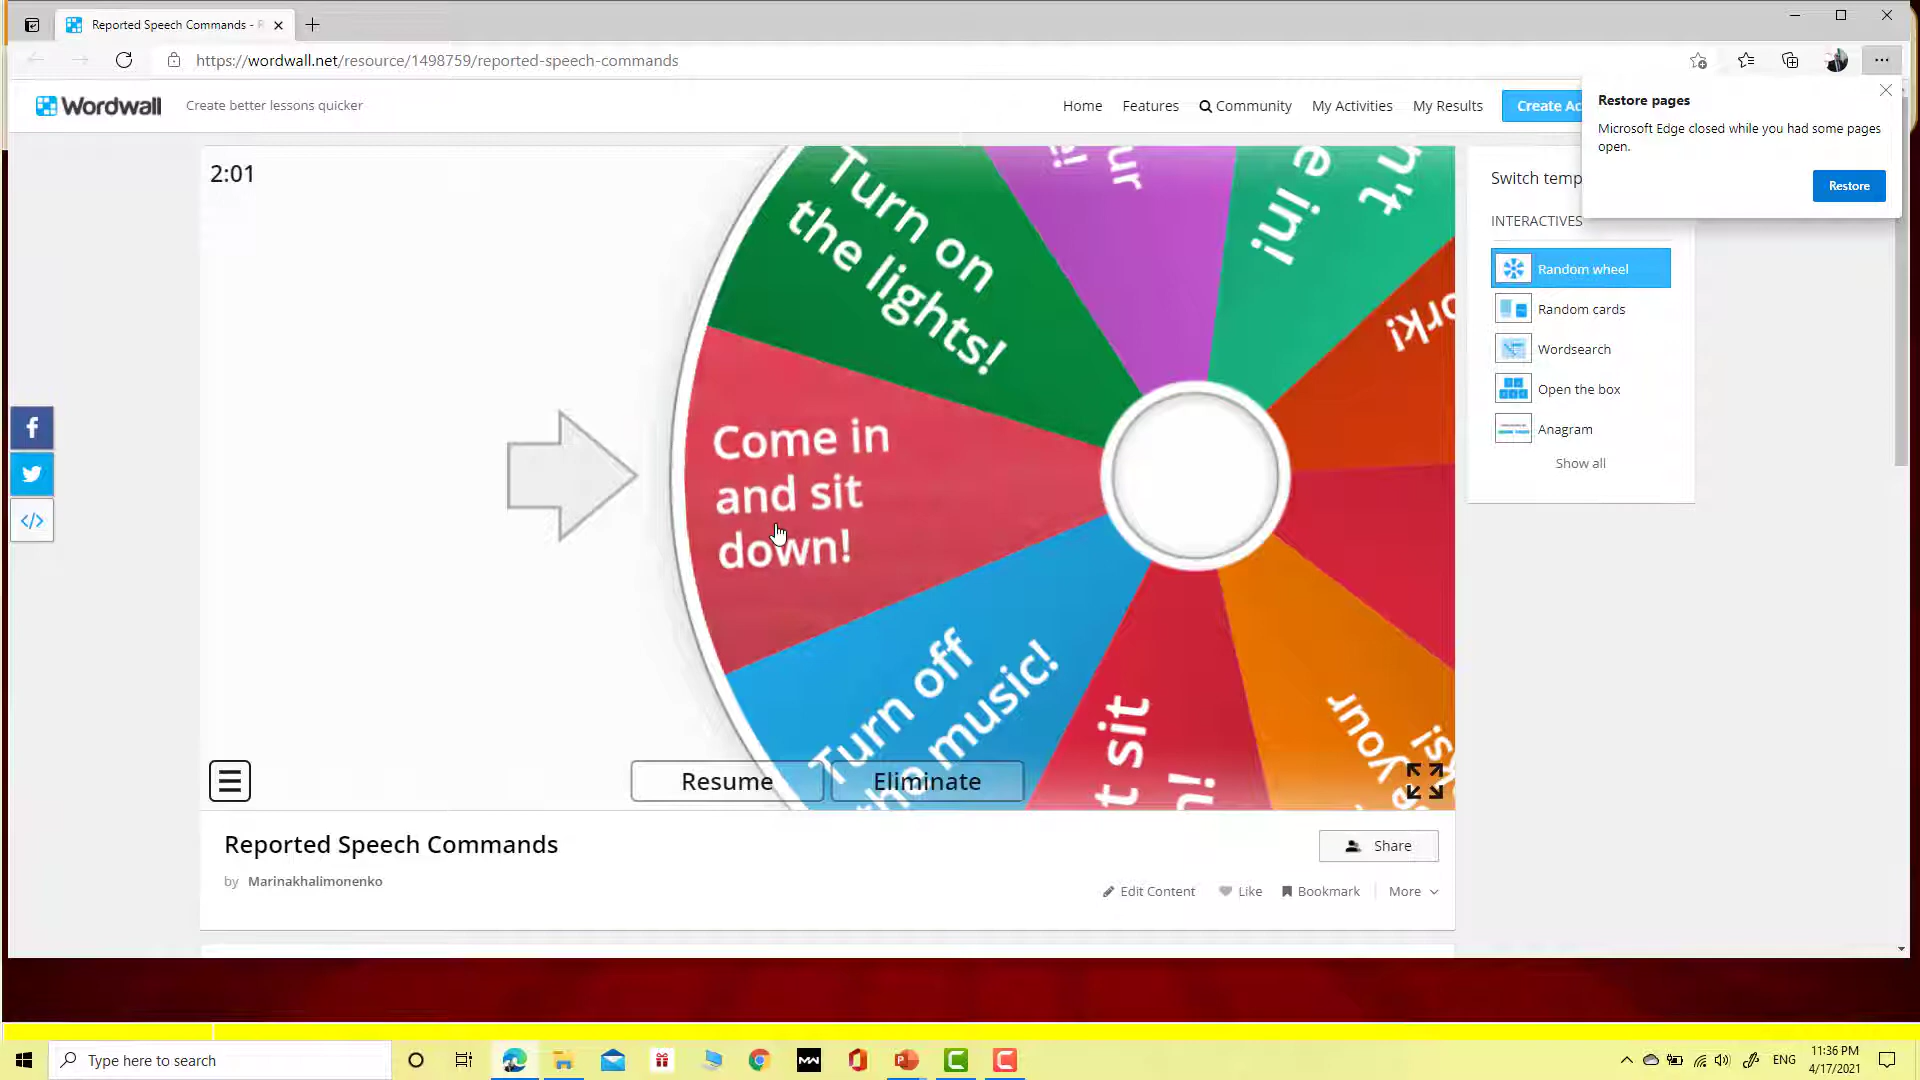 Reported Speech Commands - R
https://wordwall.net/resource/1498759/reported-speech-commands
Wordwall
Create better lessons quicker
Home
Features
Community
My Activities
My Results
Create Ac
Restore pages
Microsoft Edge closed while you had some pages
open.
Restore
2:01
Turn on
the lights!
Come in
and sit
down!
Turn off
the music!
Switch temp
INTERACTIVES
Random wheel
Random cards
Wordsearch
Open the box
Anagram
Show all
Resume
Eliminate
Reported Speech Commands
by Marinakhalimonenko
Share
Edit Content
Like
Bookmark
More
Type here to search
ENG
11:36 PM
4/17/2021